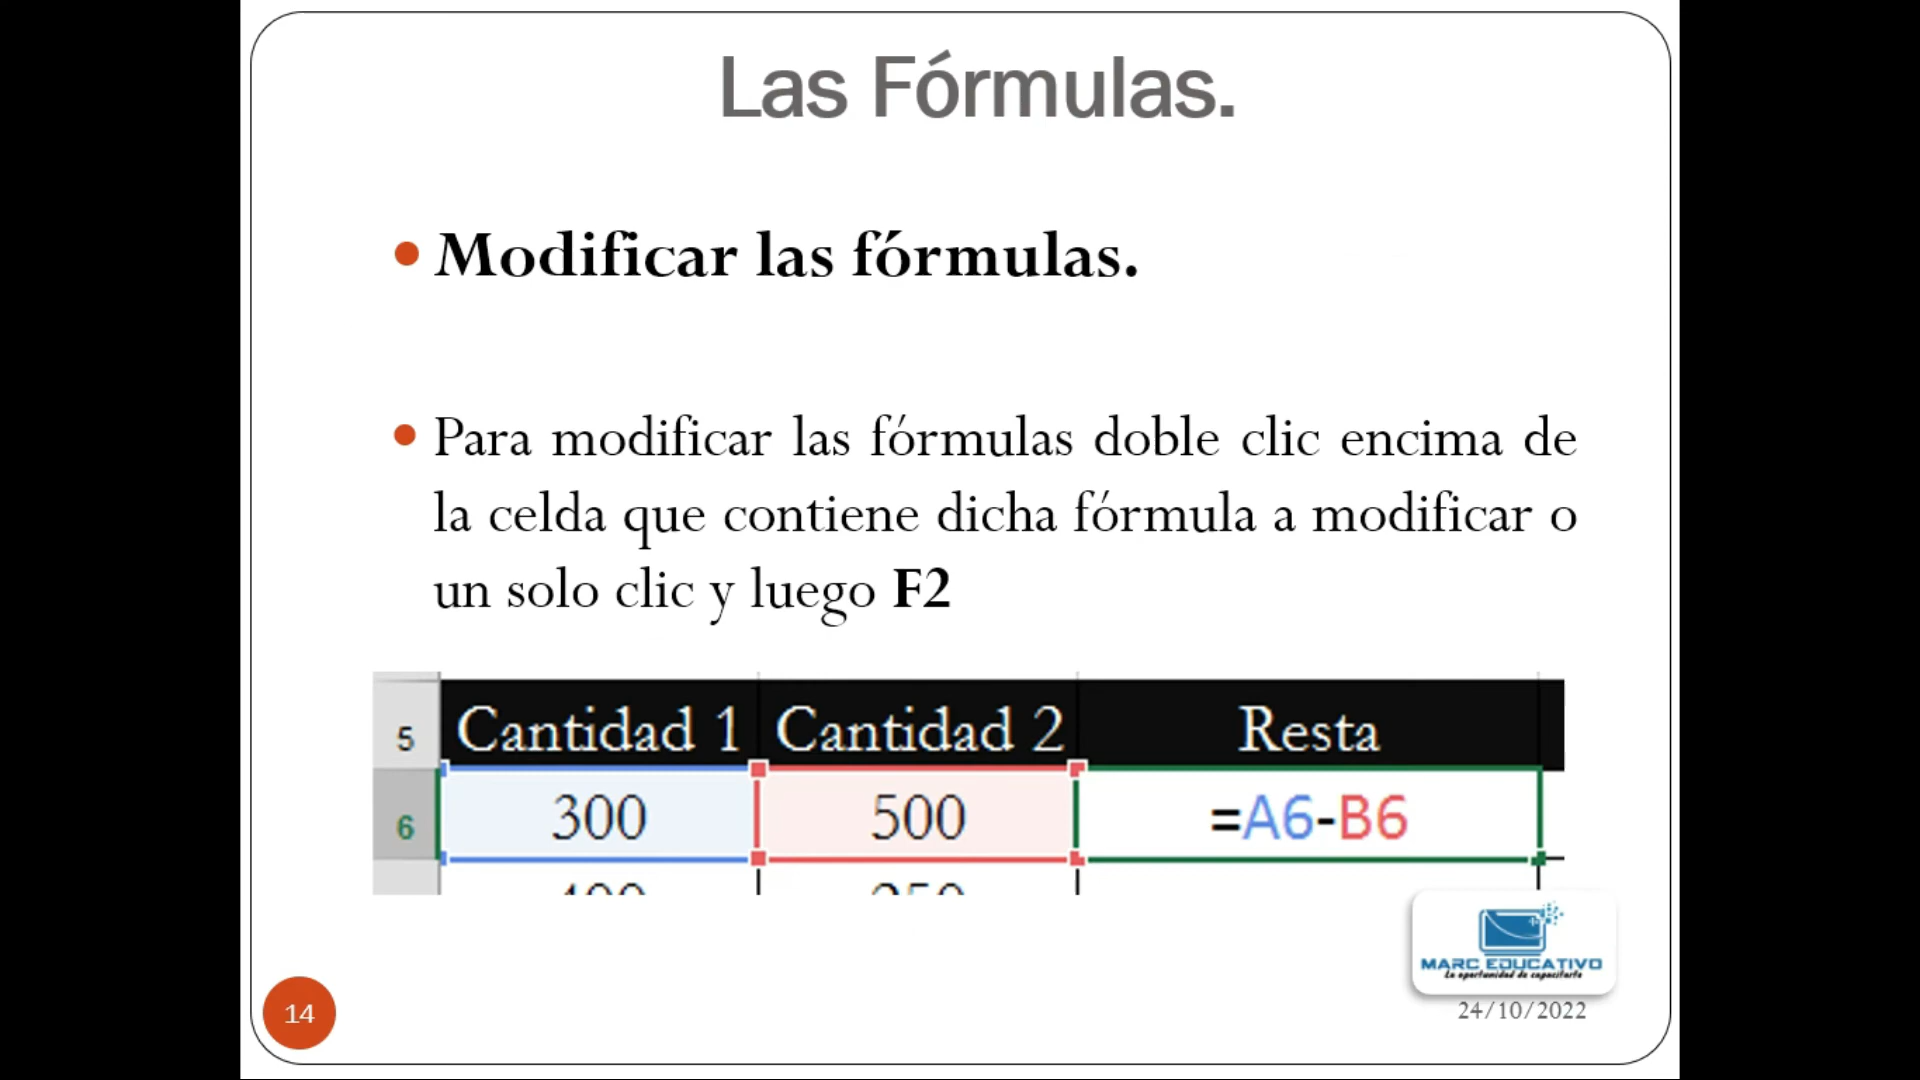 Las Fórmulas.
Modificar las fórmulas.
Para modificar las fórmulas doble clic encima de
la celda que contiene dicha fórmula a modificar o
un solo clic y luego F2
5 Cantidad 1 Cantidad 2 Resta
6 300 500 =A6-B6
MARC EDUCATIVO
La oportunidad de capacitarte
14
24/10/2022